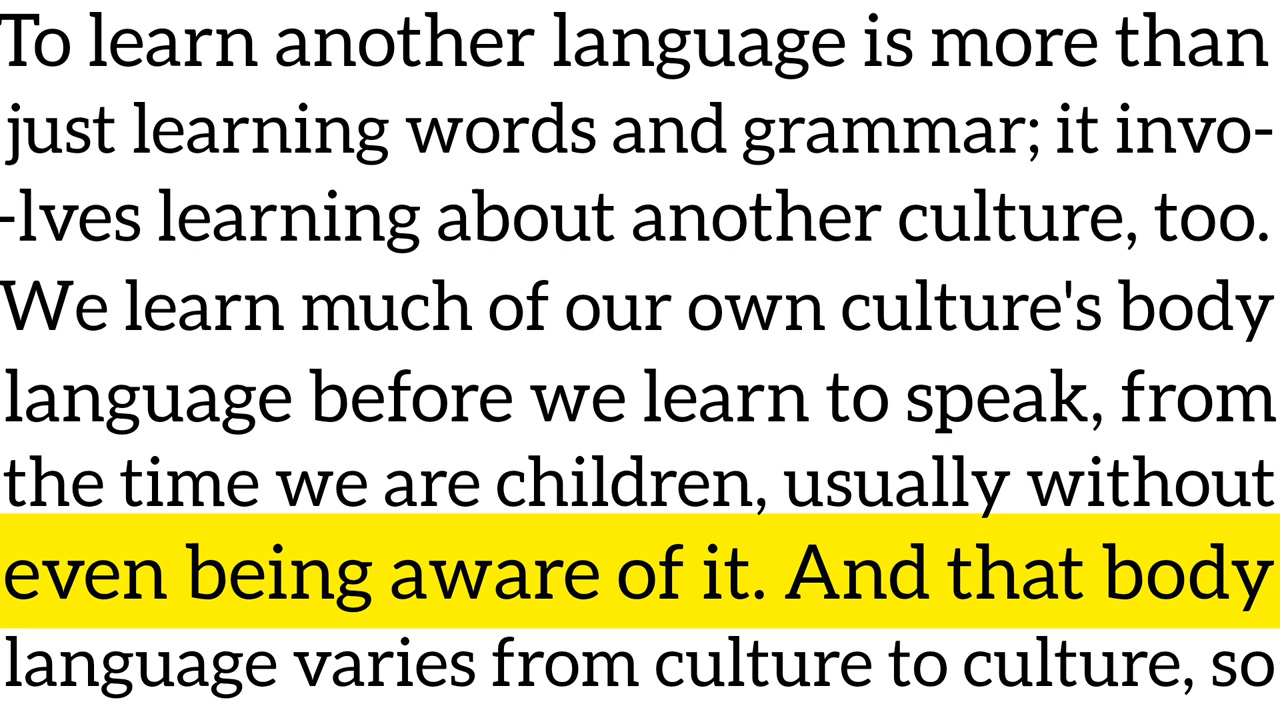 To learn another language is more than
just learning words and grammar; it invo-
-lves learning about another culture, too.
We learn much of our own culture's body
language before we learn to speak, from
the time we are children, usually without
even being aware of it. And that body
language varies from culture to culture, so